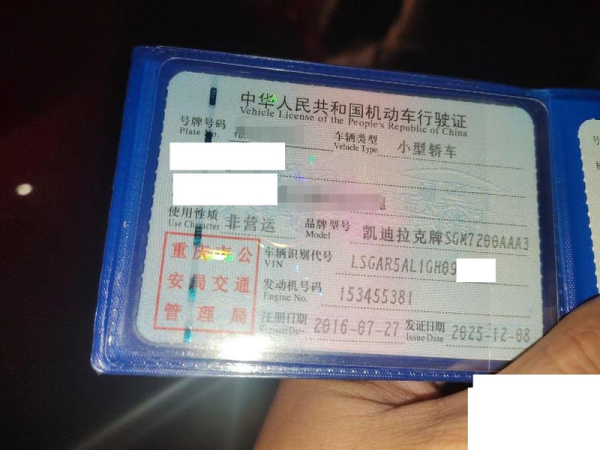 中华人民共和国机动车行驶证
Vehicle License of the People's Republic of China
号牌号码
Plate No.
车辆类型 小型轿车
Vehicle Type
使用性质 非营运
Use Character
品牌型号 凯迪拉克牌SGM7200AAA3
Model
重庆市公
安局交通
管理局
车辆识别代号 LSGAR5AL1GH09
VIN
发动机号码 153455381
Engine No.
注册日期 2016-07-27
Register Date
发证日期 2025-12-08
Issue Date